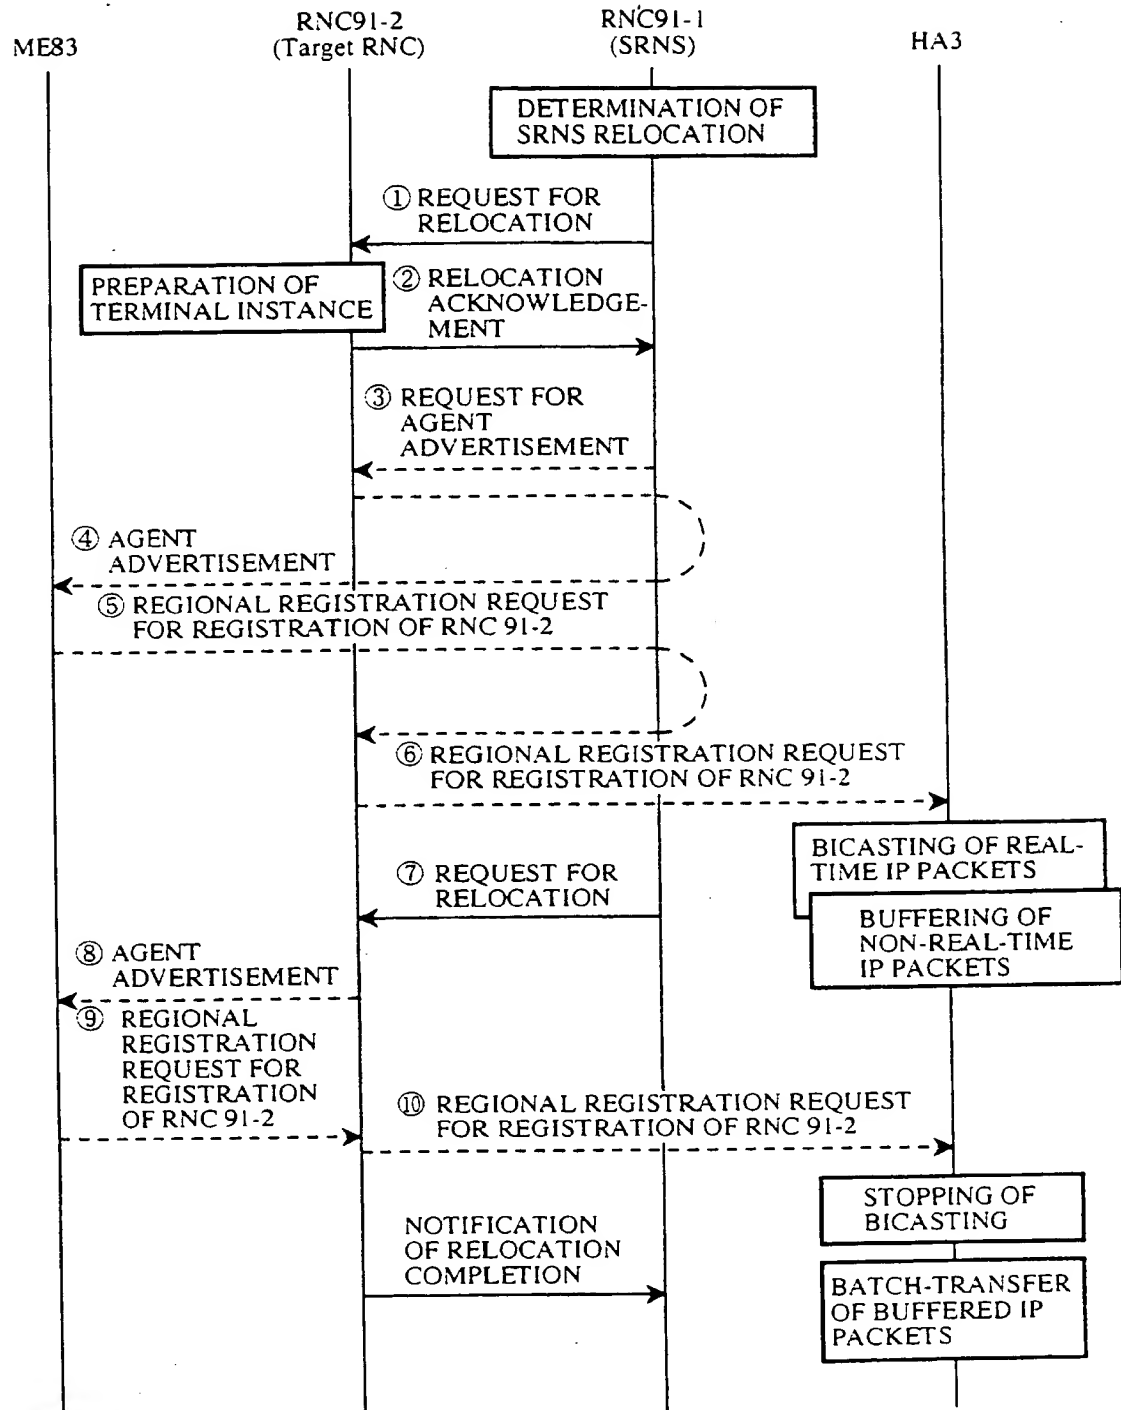 ME83
RNC91-2
(Target RNC)
RNC91-1
(SRNS)
HA3
DETERMINATION OF
SRNS RELOCATION
① REQUEST FOR
RELOCATION
PREPARATION OF
TERMINAL INSTANCE
② RELOCATION
ACKNOWLEDGE-
MENT
③ REQUEST FOR
AGENT
ADVERTISEMENT
④ AGENT
ADVERTISEMENT
⑤ REGIONAL REGISTRATION REQUEST
FOR REGISTRATION OF RNC 91-2
⑥ REGIONAL REGISTRATION REQUEST
FOR REGISTRATION OF RNC 91-2
BICASTING OF REAL-
TIME IP PACKETS
⑦ REQUEST FOR
RELOCATION
BUFFERING OF
NON-REAL-TIME
IP PACKETS
⑧ AGENT
ADVERTISEMENT
⑨ REGIONAL
REGISTRATION
REQUEST FOR
REGISTRATION
OF RNC 91-2
⑩ REGIONAL REGISTRATION REQUEST
FOR REGISTRATION OF RNC 91-2
STOPPING OF
BICASTING
NOTIFICATION
OF RELOCATION
COMPLETION
BATCH-TRANSFER
OF BUFFERED IP
PACKETS